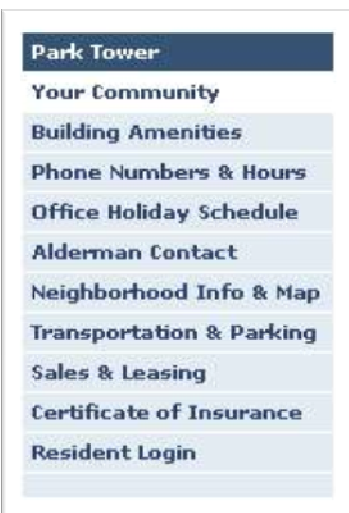 Park Tower
Your Community
Building Amenities
Phone Numbers & Hours
Office Holiday Schedule
Alderman Contact
Neighborhood Info & Map
Transportation & Parking
Sales & Leasing
Certificate of Insurance
Resident Login